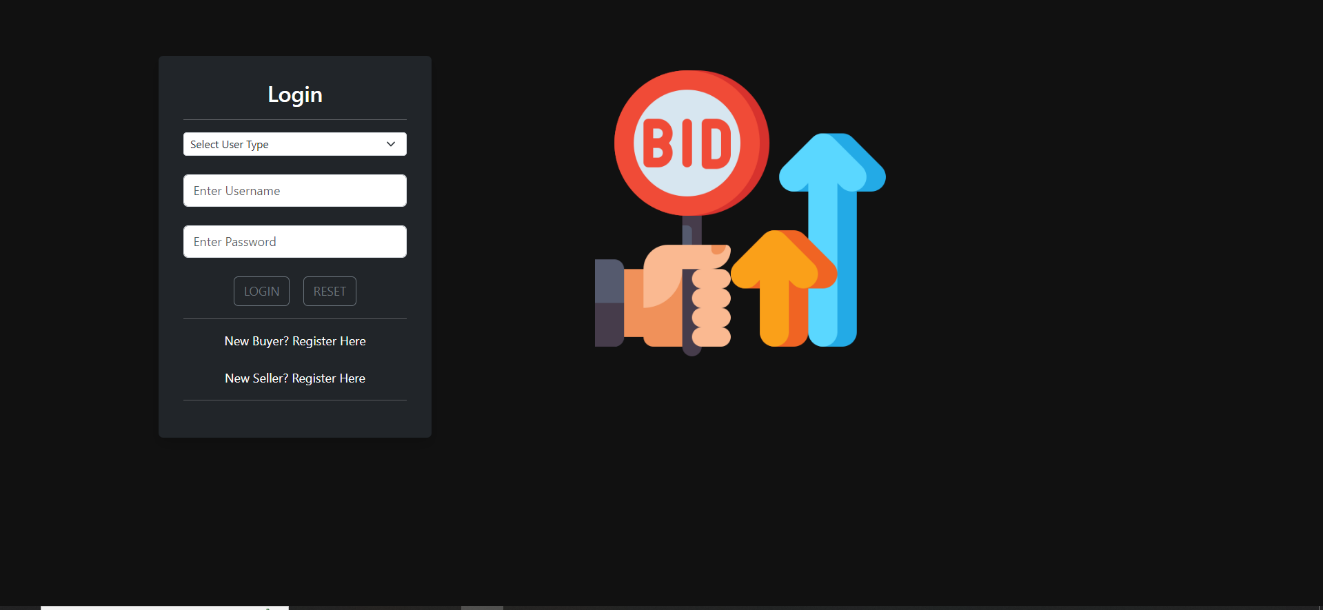 Login
Select User Type
Enter Username
Enter Password
LOGIN RESET
New Buyer? Register Here
New Seller? Register Here
BID